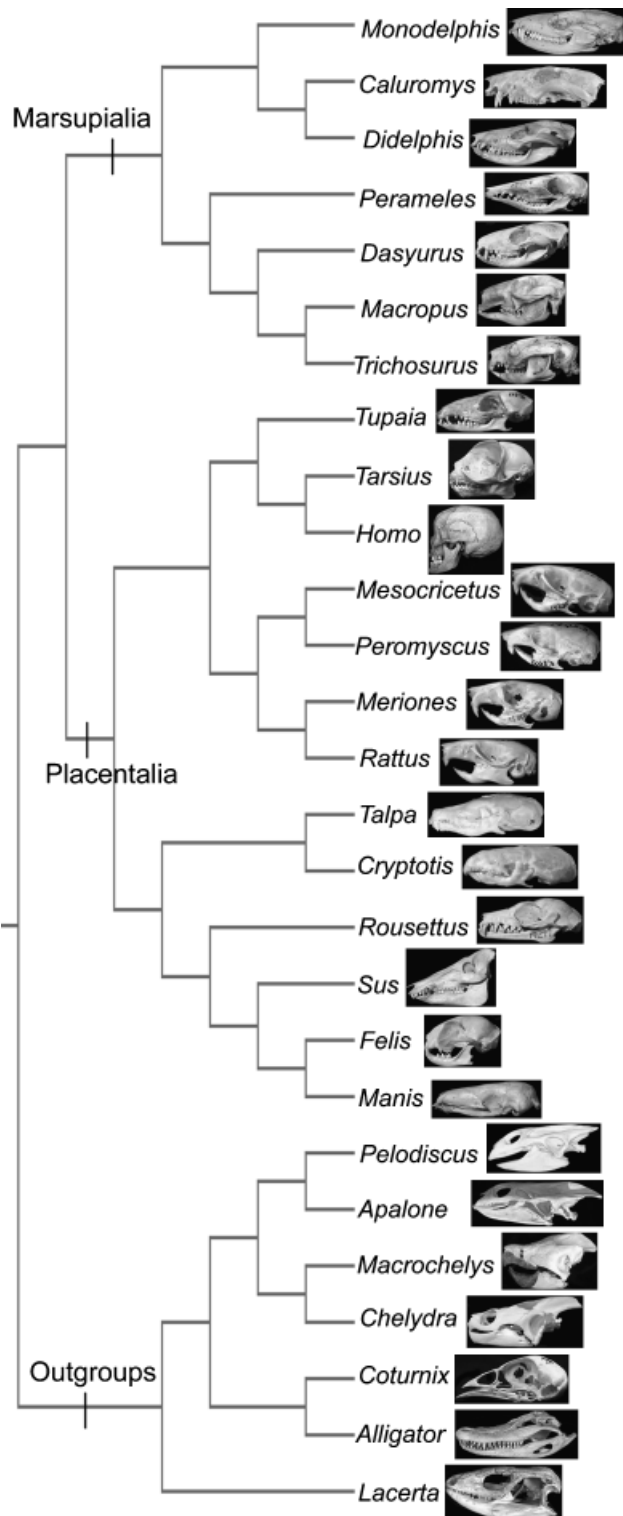 Monodelphis
Caluromys
Marsupialia
Didelphis
Perameles
Dasyurus
Macropus
Trichosurus
Tupaia
Tarsius
Homo
Mesocricetus
Peromyscus
Meriones
Rattus
Placentalia
Talpa
Cryptotis
Rousettus
Sus
Felis
Manis
Pelodiscus
Apalone
Macrochelys
Chelydra
Outgroups
Coturnix
Alligator
Lacerta